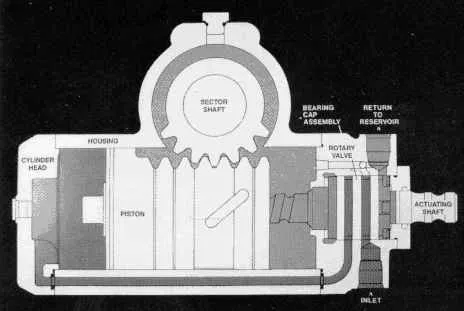 SECTOR
SHAFT
BEARING
CAP
ASSEMBLY
RETURN
TO
RESERVOIR
HOUSING
ROTARY
VALVE
CYLINDER
HEAD
PISTON
ACTUATING
SHAFT
INLET